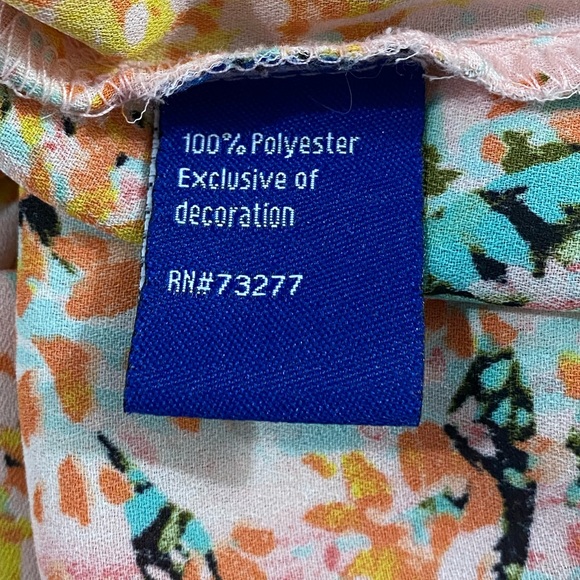 100% Polyester
Exclusive of
decoration
RN#73277